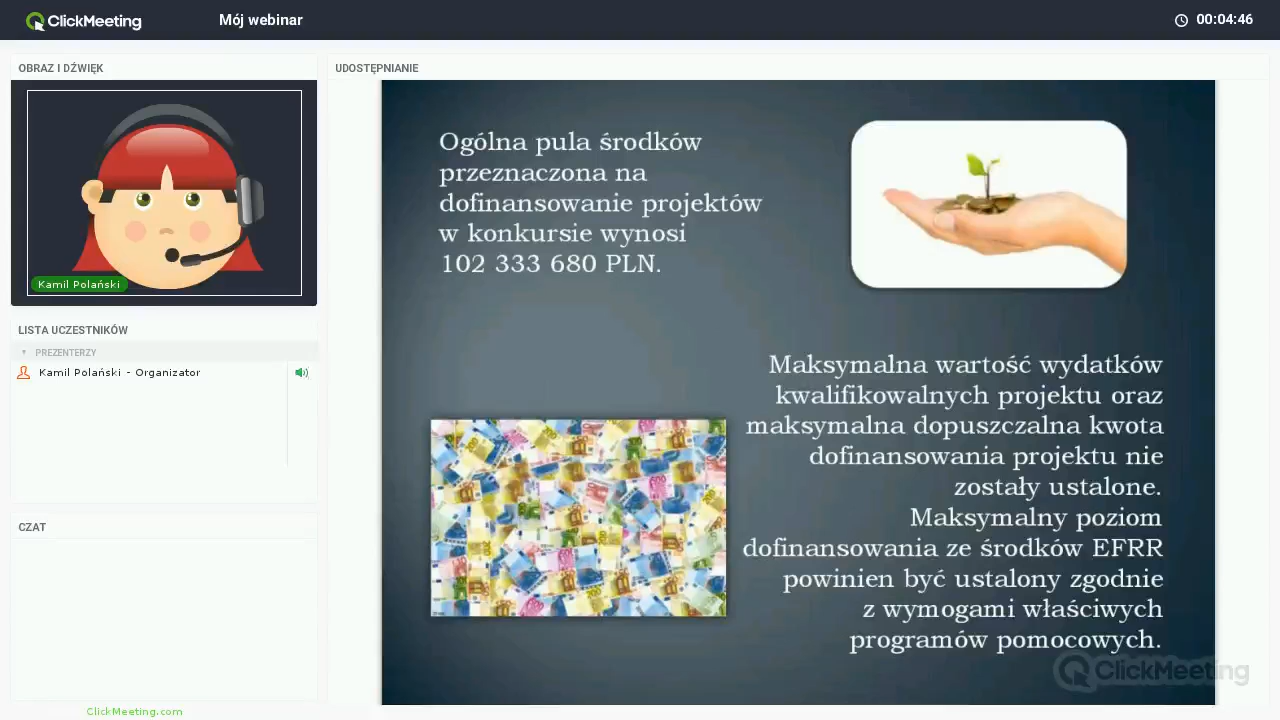 ClickMeeting
Mój webinar
00:04:46
OBRAZ I DŹWIĘK
Kamil Polański
LISTA UCZESTNIKÓW
PREZENTERZY
Kamil Polański - Organizator
CZAT
ClickMeeting.com
UDOSTĘPNIANIE
Ogólna pula środków
przeznaczona na
dofinansowanie projektów
w konkursie wynosi
102 333 680 PLN.
Maksymalna wartość wydatków
kwalifikowalnych projektu oraz
maksymalna dopuszczalna kwota
dofinansowania projektu nie
zostały ustalone.
Maksymalny poziom
dofinansowania ze środków EFRR
powinien być ustalony zgodnie
z wymogami właściwych
programów pomocowych.
ClickMeeting